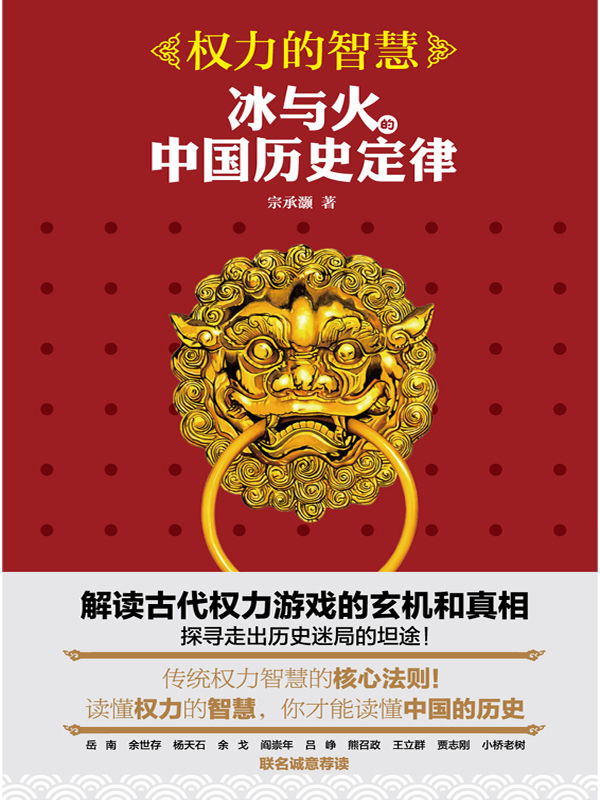 权力的智慧
冰与火的
中国历史定律
宗承灏 著
解读古代权力游戏的玄机和真相
探寻走出历史迷局的坦途！
传统权力智慧的核心法则！
读懂权力的智慧，你才能读懂中国的历史
岳 南 余世存 杨天石 余 戈 阎崇年 吕 峥 熊召政 王立群 贾志刚 小桥老树
联名诚意荐读